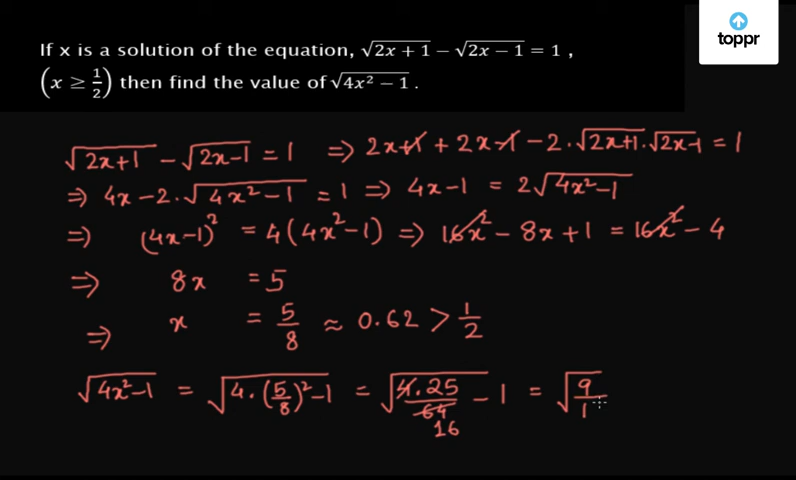 toppr
If x is a solution of the equation, √(2x + 1) − √(2x − 1) = 1 ,
(x ≥ 1/2) then find the value of √(4x² − 1) .
√(2x+1) − √(2x−1) = 1 ⇒ 2x+1 + 2x−1 − 2·√(2x+1)·√(2x−1) = 1
⇒ 4x − 2·√(4x²−1) = 1 ⇒ 4x−1 = 2√(4x²−1)
⇒ (4x−1)² = 4(4x²−1) ⇒ 16x² − 8x + 1 = 16x² − 4
⇒ 8x = 5
⇒ x = 5/8 ≈ 0.62 > 1/2
√(4x²−1) = √(4·(5/8)²−1) = √(4·25/64 − 1) = √(9/1
16